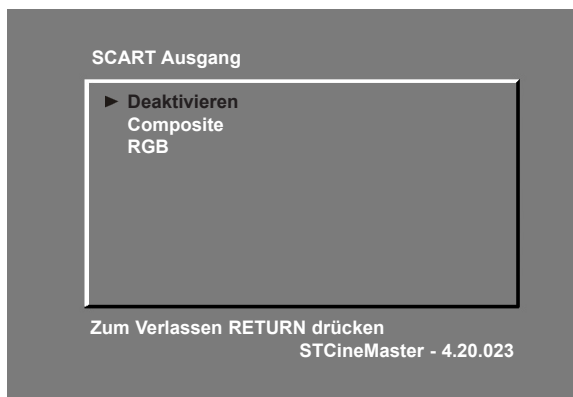 SCART Ausgang
Deaktivieren
Composite
RGB
Zum Verlassen RETURN drücken
STCineMaster - 4.20.023